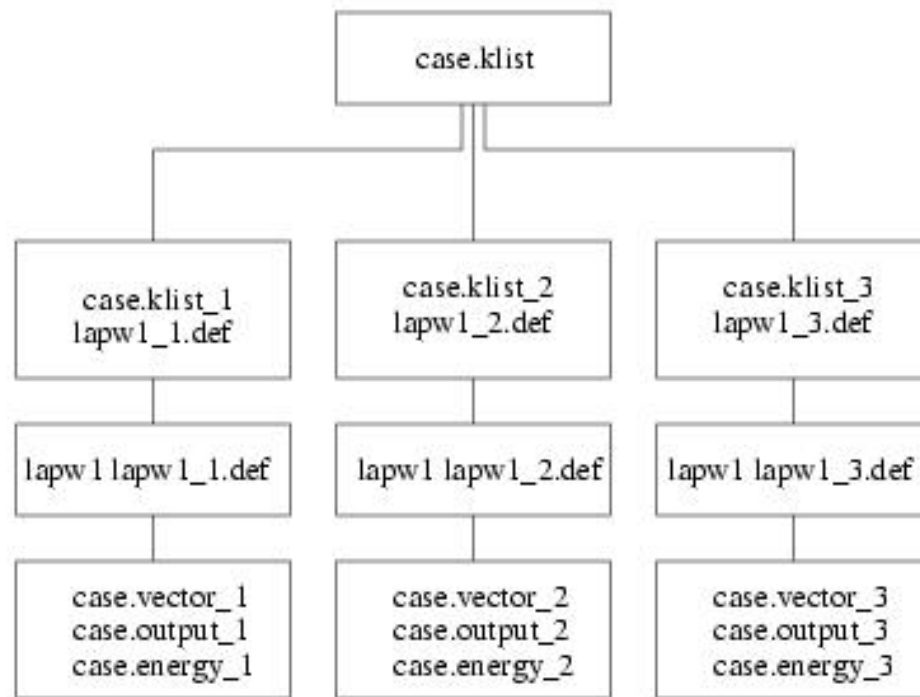 case.klist
case.klist_1
lapw1_1.def
case.klist_2
lapw1_2.def
case.klist_3
lapw1_3.def
lapw1 lapw1_1.def
lapw1 lapw1_2.def
lapw1 lapw1_3.def
case.vector_1
case.output_1
case.energy_1
case.vector_2
case.output_2
case.energy_2
case.vector_3
case.output_3
case.energy_3